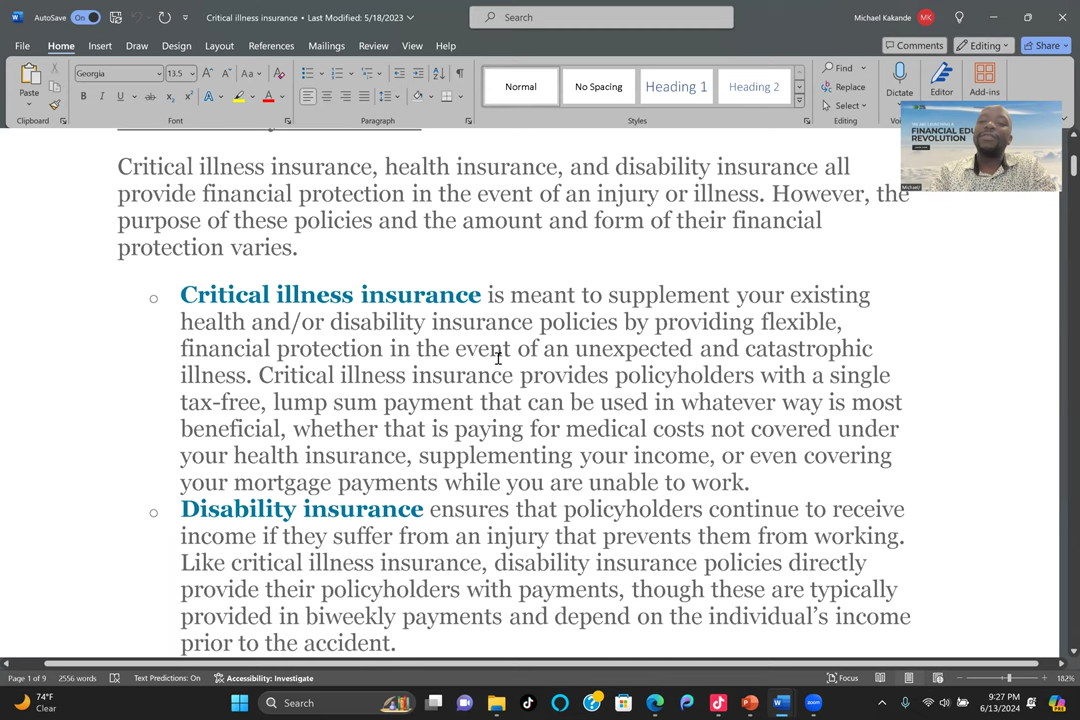 AutoSave On Critical illness insurance • Last Modified: 5/18/2023 Search Michael Kakande MK
File Home Insert Draw Design Layout References Mailings Review View Help Comments Editing Share
Paste
Clipboard
Georgia 13.5 Aa
B I U ab x₂ x² A A
Font
Paragraph
Normal No Spacing Heading 1 Heading 2
Styles
Find
Replace
Select
Editing
Dictate
Editor
Add-ins
FINANCIAL EDU
REVOLUTION
Michael
Critical illness insurance, health insurance, and disability insurance all
provide financial protection in the event of an injury or illness. However, the
purpose of these policies and the amount and form of their financial
protection varies.
Critical illness insurance is meant to supplement your existing
health and/or disability insurance policies by providing flexible,
financial protection in the event of an unexpected and catastrophic
illness. Critical illness insurance provides policyholders with a single
tax-free, lump sum payment that can be used in whatever way is most
beneficial, whether that is paying for medical costs not covered under
your health insurance, supplementing your income, or even covering
your mortgage payments while you are unable to work.
Disability insurance ensures that policyholders continue to receive
income if they suffer from an injury that prevents them from working.
Like critical illness insurance, disability insurance policies directly
provide their policyholders with payments, though these are typically
provided in biweekly payments and depend on the individual's income
prior to the accident.
Page 1 of 9 2556 words Text Predictions: On Accessibility: Investigate Focus 182%
74°F
Clear
Search
9:27 PM
6/13/2024